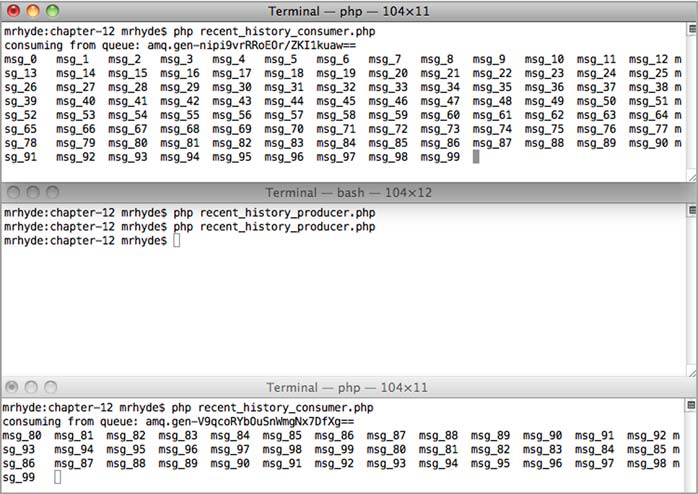 Terminal — php — 104×11
mrhyde:chapter-12 mrhyde$ php recent_history_consumer.php
consuming from queue: amq.gen-nipi9vrRRoEOr/ZKI1kuaw==
msg_0 msg_1 msg_2 msg_3 msg_4 msg_5 msg_6 msg_7 msg_8 msg_9 msg_10 msg_11 msg_12 m
sg_13 msg_14 msg_15 msg_16 msg_17 msg_18 msg_19 msg_20 msg_21 msg_22 msg_23 msg_24 msg_25 m
sg_26 msg_27 msg_28 msg_29 msg_30 msg_31 msg_32 msg_33 msg_34 msg_35 msg_36 msg_37 msg_38 m
sg_39 msg_40 msg_41 msg_42 msg_43 msg_44 msg_45 msg_46 msg_47 msg_48 msg_49 msg_50 msg_51 m
sg_52 msg_53 msg_54 msg_55 msg_56 msg_57 msg_58 msg_59 msg_60 msg_61 msg_62 msg_63 msg_64 m
sg_65 msg_66 msg_67 msg_68 msg_69 msg_70 msg_71 msg_72 msg_73 msg_74 msg_75 msg_76 msg_77 m
sg_78 msg_79 msg_80 msg_81 msg_82 msg_83 msg_84 msg_85 msg_86 msg_87 msg_88 msg_89 msg_90 m
sg_91 msg_92 msg_93 msg_94 msg_95 msg_96 msg_97 msg_98 msg_99
Terminal — bash — 104×12
mrhyde:chapter-12 mrhyde$ php recent_history_producer.php
mrhyde:chapter-12 mrhyde$ php recent_history_producer.php
mrhyde:chapter-12 mrhyde$
Terminal — php — 104×11
mrhyde:chapter-12 mrhyde$ php recent_history_consumer.php
consuming from queue: amq.gen-V9qcoRYbOuSnWmgNx7DfXg==
msg_80 msg_81 msg_82 msg_83 msg_84 msg_85 msg_86 msg_87 msg_88 msg_89 msg_90 msg_91 msg_92 m
sg_93 msg_94 msg_95 msg_96 msg_97 msg_98 msg_99 msg_80 msg_81 msg_82 msg_83 msg_84 msg_85 m
sg_86 msg_87 msg_88 msg_89 msg_90 msg_91 msg_92 msg_93 msg_94 msg_95 msg_96 msg_97 msg_98 m
sg_99